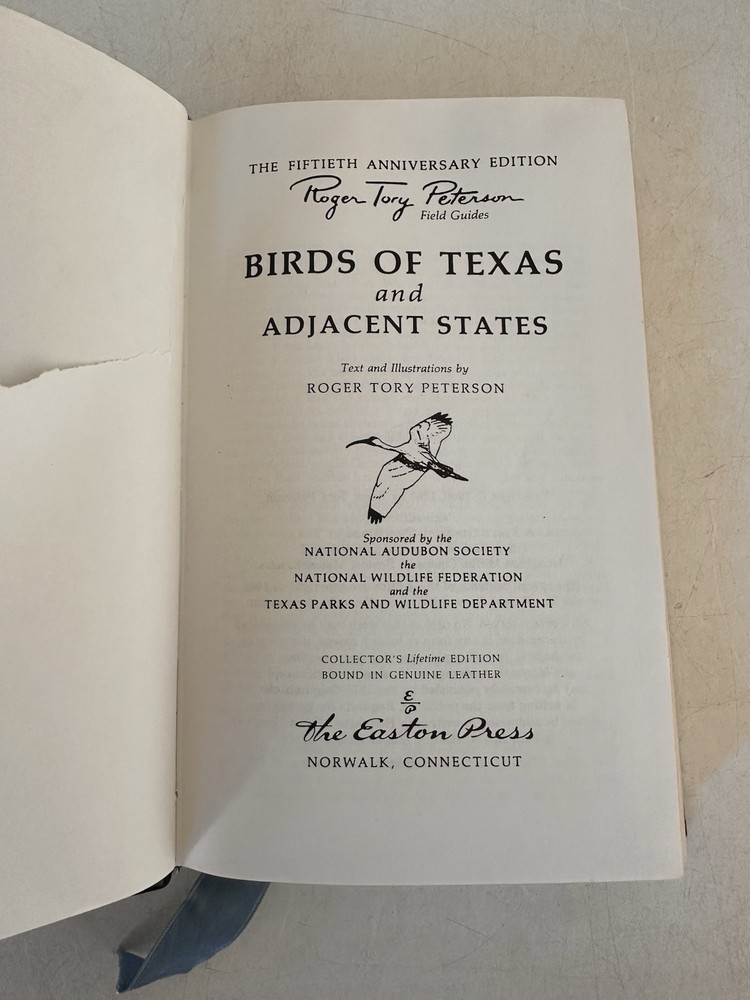 THE FIFTIETH ANNIVERSARY EDITION
Roger Tory Peterson
Field Guides
BIRDS OF TEXAS
and
ADJACENT STATES
Text and Illustrations by
ROGER TORY PETERSON
Sponsored by the
NATIONAL AUDUBON SOCIETY
the
NATIONAL WILDLIFE FEDERATION
and the
TEXAS PARKS AND WILDLIFE DEPARTMENT
COLLECTOR'S Lifetime EDITION
BOUND IN GENUINE LEATHER
E
P
the Easton Press
NORWALK, CONNECTICUT